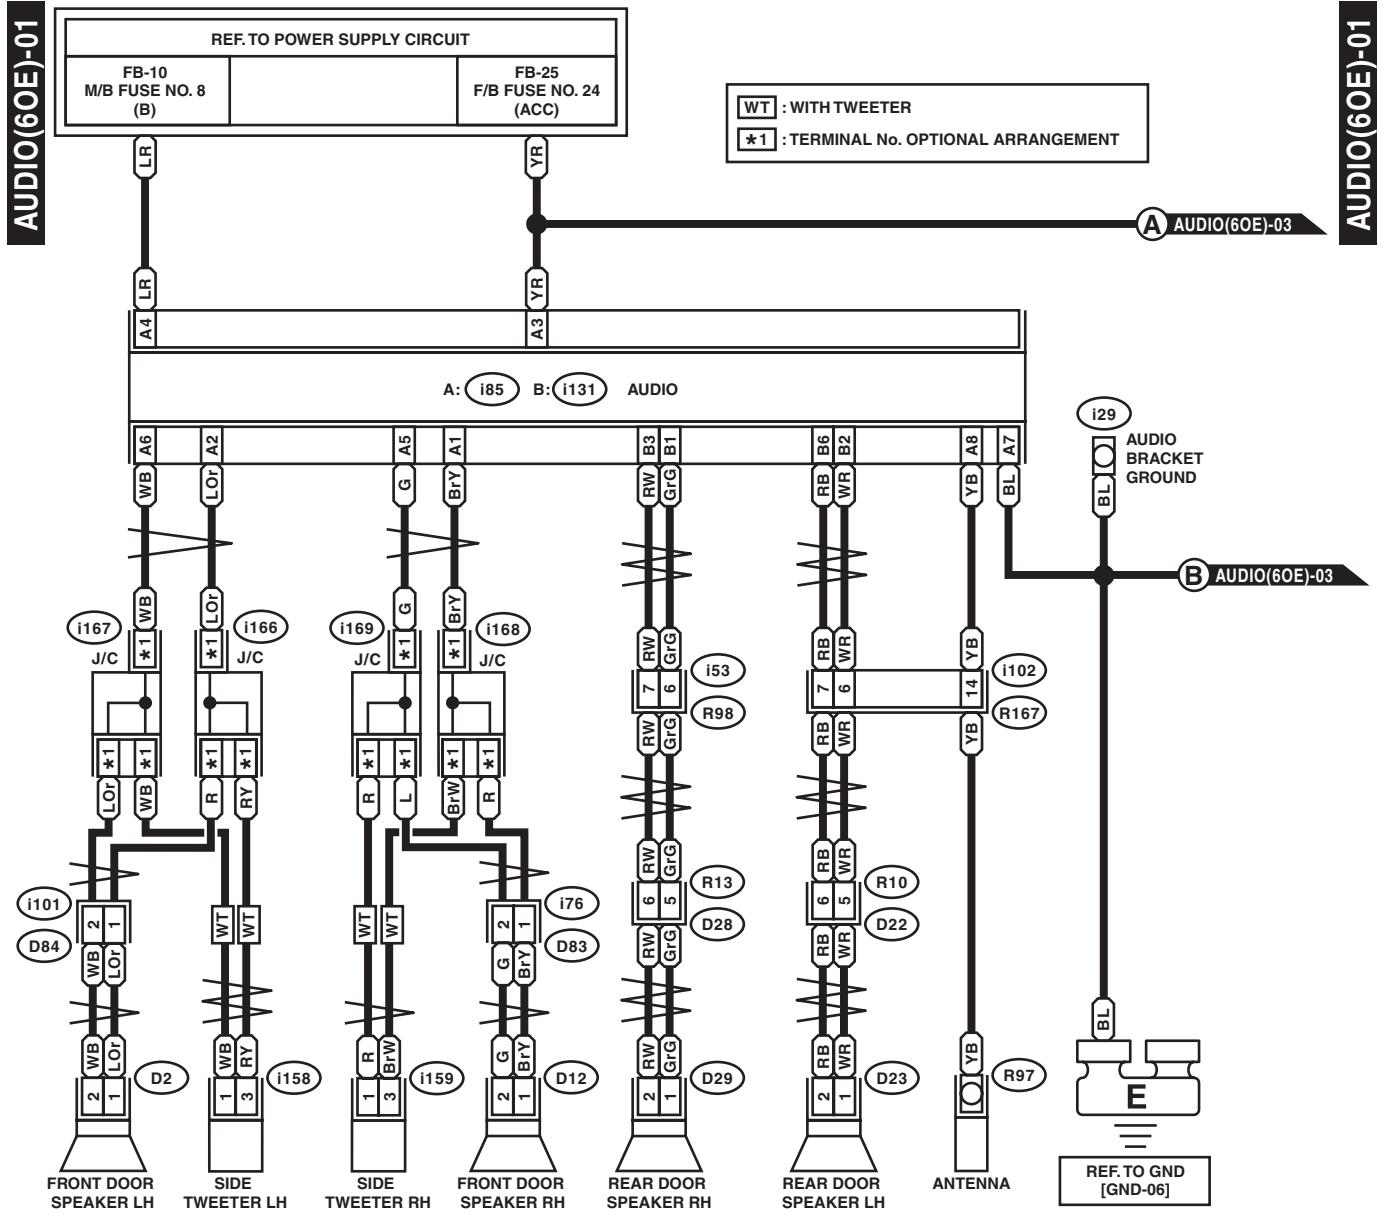 AUDIO(6OE)-01
AUDIO(6OE)-01
REF. TO POWER SUPPLY CIRCUIT
FB-10
M/B FUSE NO. 8
(B)
FB-25
F/B FUSE NO. 24
(ACC)
WT : WITH TWEETER
*1 : TERMINAL No. OPTIONAL ARRANGEMENT
LR YR
A AUDIO(6OE)-03
LR YR
A4 A3
A: i85 B: i131 AUDIO
i29
AUDIO
BRACKET
GROUND
A6 A2 A5 A1 B3 B1 B6 B2 A8 A7
WB LOr G BrY RW GrG RB WR YB BL BL
B AUDIO(6OE)-03
WB LOr G BrY
i167 *1 *1 i166 i169 *1 *1 i168
J/C J/C J/C J/C
RW GrG RB WR YB
7 6 i53 7 6 14 i102
R98 R167
RW GrG RB WR YB
*1 *1 *1 *1 *1 *1 *1 *1
LOr WB R RY R L BrW R
RW GrG RB WR
i101 2 1 WT WT WT WT 2 1 i76 6 5 R13 6 5 R10
D84 D83 D28 D22
WB LOr G BrY RW GrG RB WR
BL
WB LOr WB RY R BrW G BrY RW GrG RB WR YB
2 1 D2 1 3 i158 1 3 i159 2 1 D12 2 1 D29 2 1 D23 R97
E
FRONT DOOR
SPEAKER LH
SIDE
TWEETER LH
SIDE
TWEETER RH
FRONT DOOR
SPEAKER RH
REAR DOOR
SPEAKER RH
REAR DOOR
SPEAKER LH
ANTENNA
REF. TO GND
[GND-06]